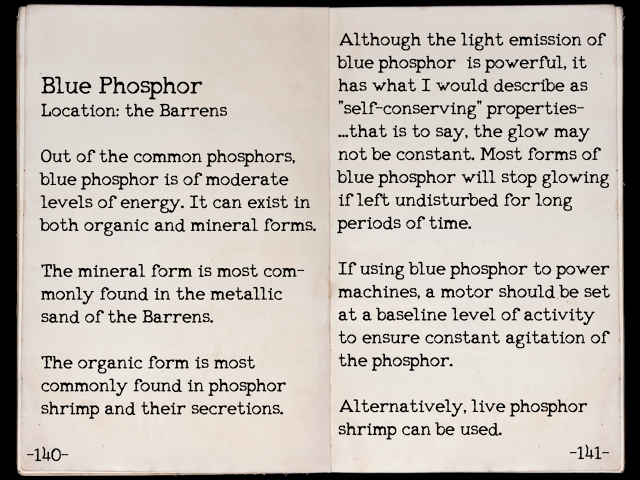 Blue Phosphor
Location: the Barrens
Out of the common phosphors,
blue phosphor is of moderate
levels of energy. It can exist in
both organic and mineral forms.
The mineral form is most com-
monly found in the metallic
sand of the Barrens.
The organic form is most
commonly found in phosphor
shrimp and their secretions.
-140-
Although the light emission of
blue phosphor is powerful, it
has what I would describe as
"self-conserving" properties-
...that is to say, the glow may
not be constant. Most forms of
blue phosphor will stop glowing
if left undisturbed for long
periods of time.
If using blue phosphor to power
machines, a motor should be set
at a baseline level of activity
to ensure constant agitation of
the phosphor.
Alternatively, live phosphor
shrimp can be used.
-141-